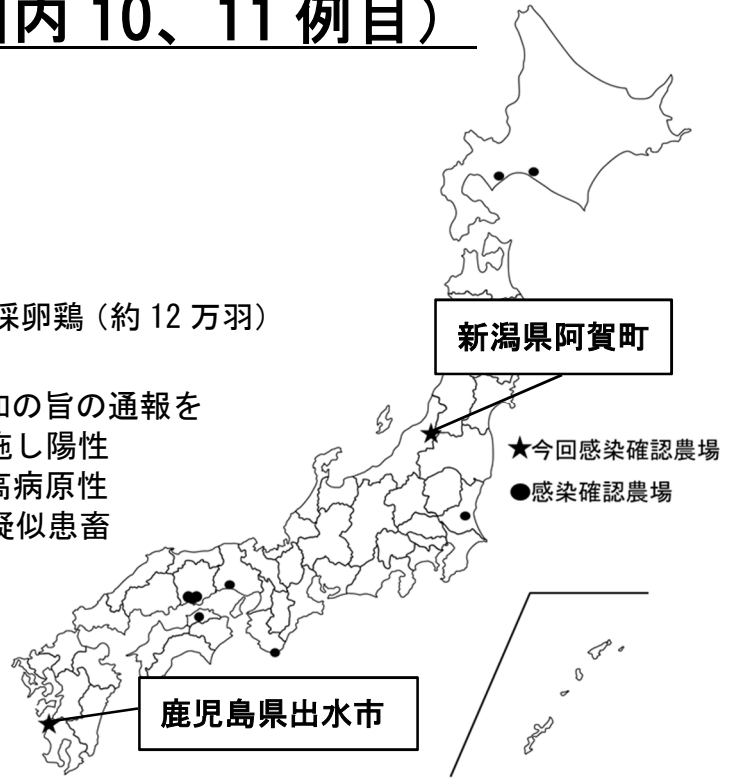 内 10、11 例目）
採卵鶏（約 12 万羽）
の旨の通報を
施し陽性
高病原性
疑似患畜
新潟県阿賀町
★今回感染確認農場
●感染確認農場
鹿児島県出水市